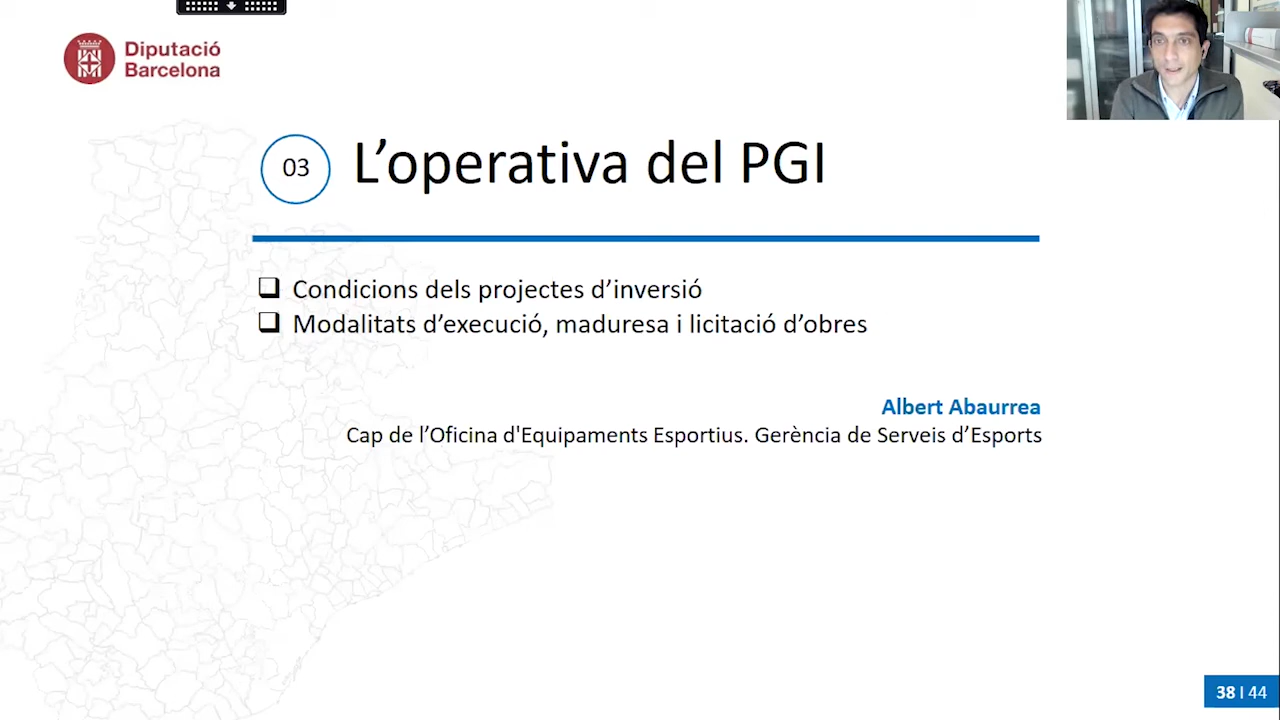 Diputació
Barcelona
03
L’operativa del PGI
Condicions dels projectes d’inversió
Modalitats d’execució, maduresa i licitació d’obres
Albert Abaurrea
Cap de l’Oficina d'Equipaments Esportius. Gerència de Serveis d’Esports
38 | 44